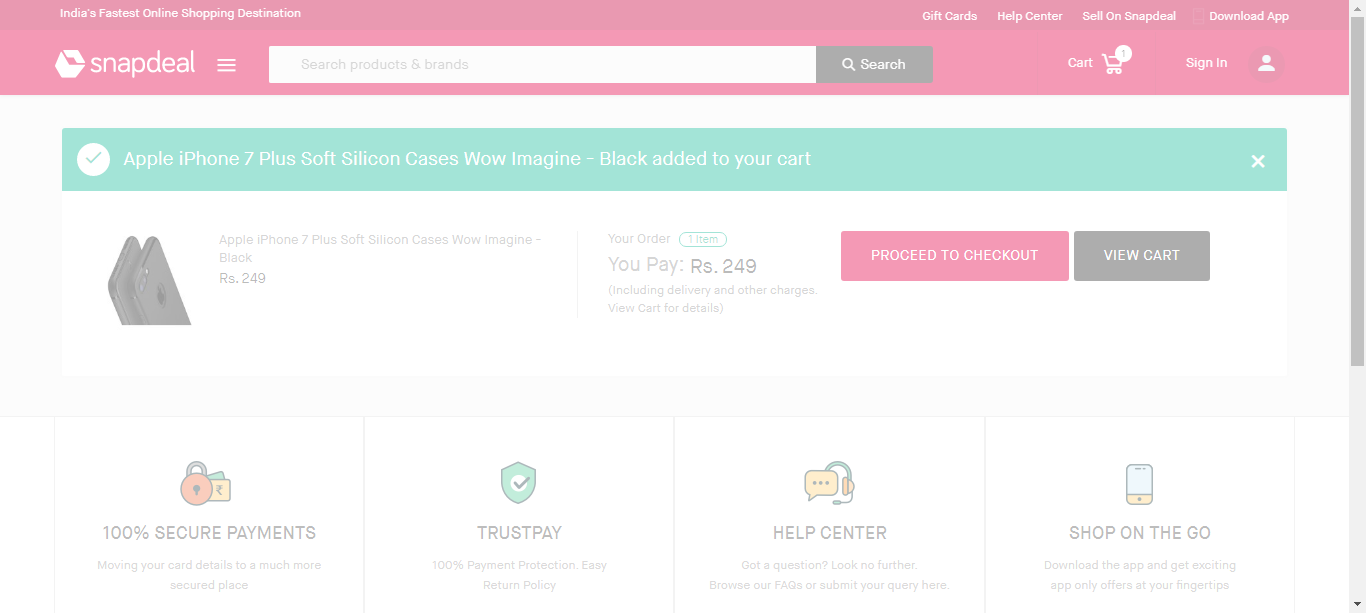 India's Fastest Online Shopping Destination
Gift Cards Help Center Sell On Snapdeal Download App
snapdeal
Search products & brands
Search
Cart 1
Sign In
Apple iPhone 7 Plus Soft Silicon Cases Wow Imagine - Black added to your cart
Apple iPhone 7 Plus Soft Silicon Cases Wow Imagine -
Black
Rs. 249
Your Order 1 Item
You Pay: Rs. 249
(Including delivery and other charges.
View Cart for details)
PROCEED TO CHECKOUT
VIEW CART
₹
100% SECURE PAYMENTS
Moving your card details to a much more
secured place
TRUSTPAY
100% Payment Protection. Easy
Return Policy
HELP CENTER
Got a question? Look no further.
Browse our FAQs or submit your query here.
SHOP ON THE GO
Download the app and get exciting
app only offers at your fingertips